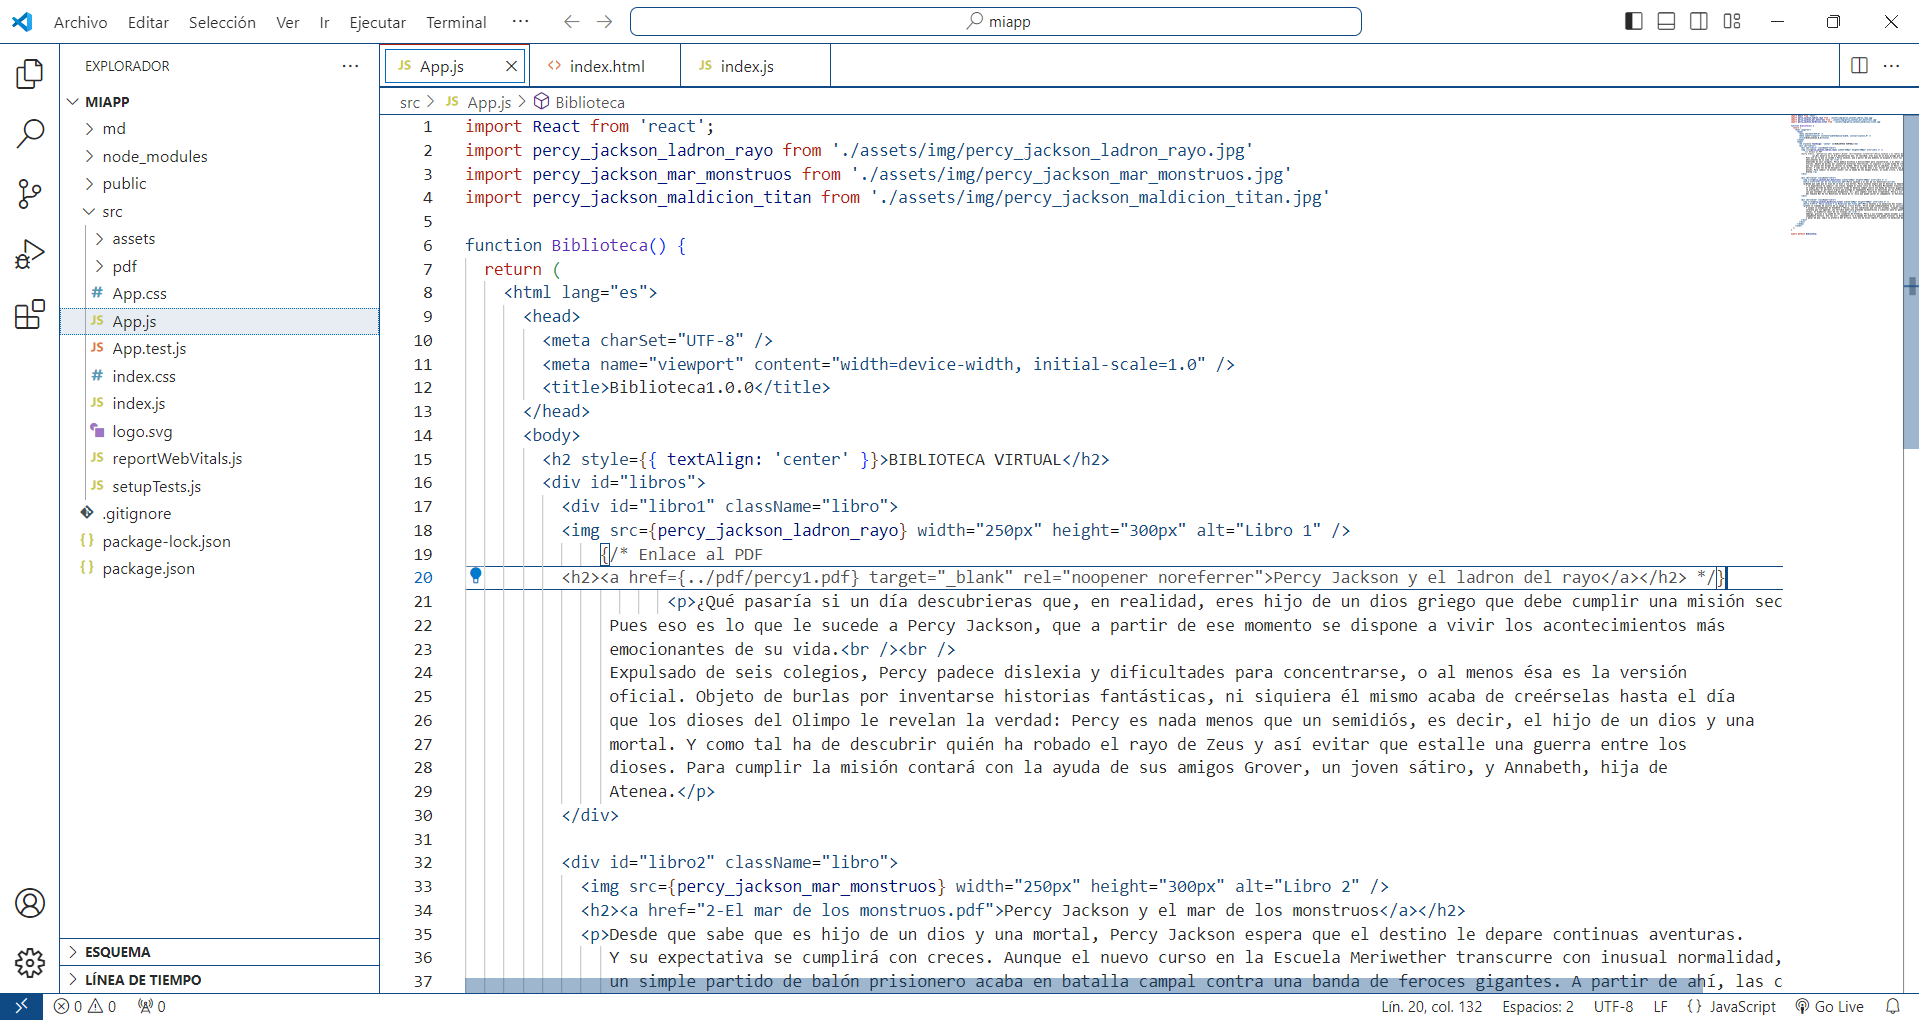 Archivo Editar Selección Ver Ir Ejecutar Terminal ··· miapp
EXPLORADOR ···
MIAPP
md
node_modules
public
src
assets
pdf
# App.css
JS App.js
JS App.test.js
# index.css
JS index.js
logo.svg
JS reportWebVitals.js
JS setupTests.js
.gitignore
{} package-lock.json
{} package.json
ESQUEMA
LÍNEA DE TIEMPO
JS App.js <> index.html JS index.js
src > JS App.js > Biblioteca
1 import React from 'react';
2 import percy_jackson_ladron_rayo from './assets/img/percy_jackson_ladron_rayo.jpg'
3 import percy_jackson_mar_monstruos from './assets/img/percy_jackson_mar_monstruos.jpg'
4 import percy_jackson_maldicion_titan from './assets/img/percy_jackson_maldicion_titan.jpg'
5
6 function Biblioteca() {
7 return (
8 <html lang="es">
9 <head>
10 <meta charSet="UTF-8" />
11 <meta name="viewport" content="width=device-width, initial-scale=1.0" />
12 <title>Biblioteca1.0.0</title>
13 </head>
14 <body>
15 <h2 style={{ textAlign: 'center' }}>BIBLIOTECA VIRTUAL</h2>
16 <div id="libros">
17 <div id="libro1" className="libro">
18 <img src={percy_jackson_ladron_rayo} width="250px" height="300px" alt="Libro 1" />
19 {/* Enlace al PDF
20 <h2><a href={../pdf/percy1.pdf} target="_blank" rel="noopener noreferrer">Percy Jackson y el ladron del rayo</a></h2> */}
21 <p>¿Qué pasaría si un día descubrieras que, en realidad, eres hijo de un dios griego que debe cumplir una misión sec
22 Pues eso es lo que le sucede a Percy Jackson, que a partir de ese momento se dispone a vivir los acontecimientos más
23 emocionantes de su vida.<br /><br />
24 Expulsado de seis colegios, Percy padece dislexia y dificultades para concentrarse, o al menos ésa es la versión
25 oficial. Objeto de burlas por inventarse historias fantásticas, ni siquiera él mismo acaba de creérselas hasta el día
26 que los dioses del Olimpo le revelan la verdad: Percy es nada menos que un semidiós, es decir, el hijo de un dios y una
27 mortal. Y como tal ha de descubrir quién ha robado el rayo de Zeus y así evitar que estalle una guerra entre los
28 dioses. Para cumplir la misión contará con la ayuda de sus amigos Grover, un joven sátiro, y Annabeth, hija de
29 Atenea.</p>
30 </div>
31
32 <div id="libro2" className="libro">
33 <img src={percy_jackson_mar_monstruos} width="250px" height="300px" alt="Libro 2" />
34 <h2><a href="2-El mar de los monstruos.pdf">Percy Jackson y el mar de los monstruos</a></h2>
35 <p>Desde que sabe que es hijo de un dios y una mortal, Percy Jackson espera que el destino le depare continuas aventuras.
36 Y su expectativa se cumplirá con creces. Aunque el nuevo curso en la Escuela Meriwether transcurre con inusual normalidad,
37 un simple partido de balón prisionero acaba en batalla campal contra una banda de feroces gigantes. A partir de ahí, las c
0 0 0 Lín. 20, col. 132 Espacios: 2 UTF-8 LF {} JavaScript Go Live